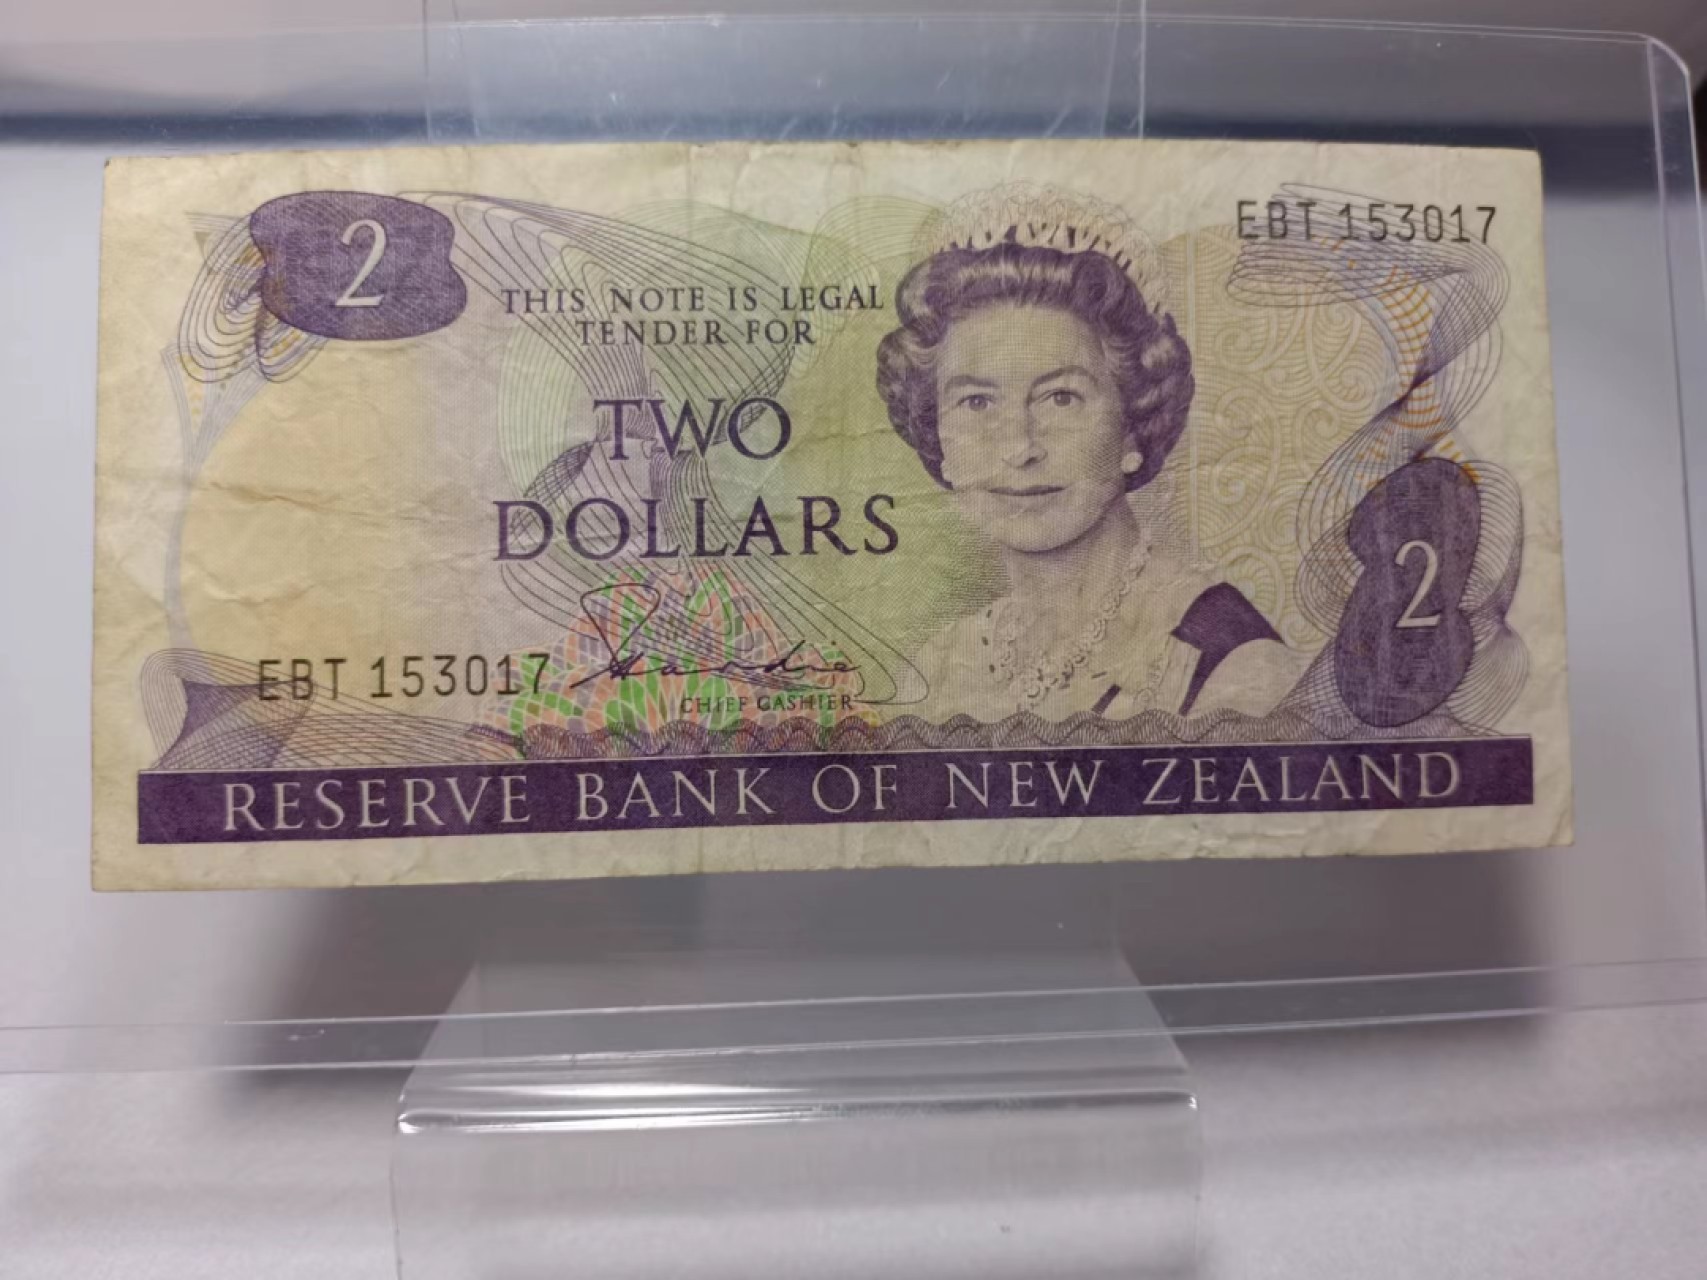 2
EBT 153017
THIS NOTE IS LEGAL
TENDER FOR
TWO
DOLLARS
2
EBT 153017
Hardie
CHIEF CASHIER
RESERVE BANK OF NEW ZEALAND